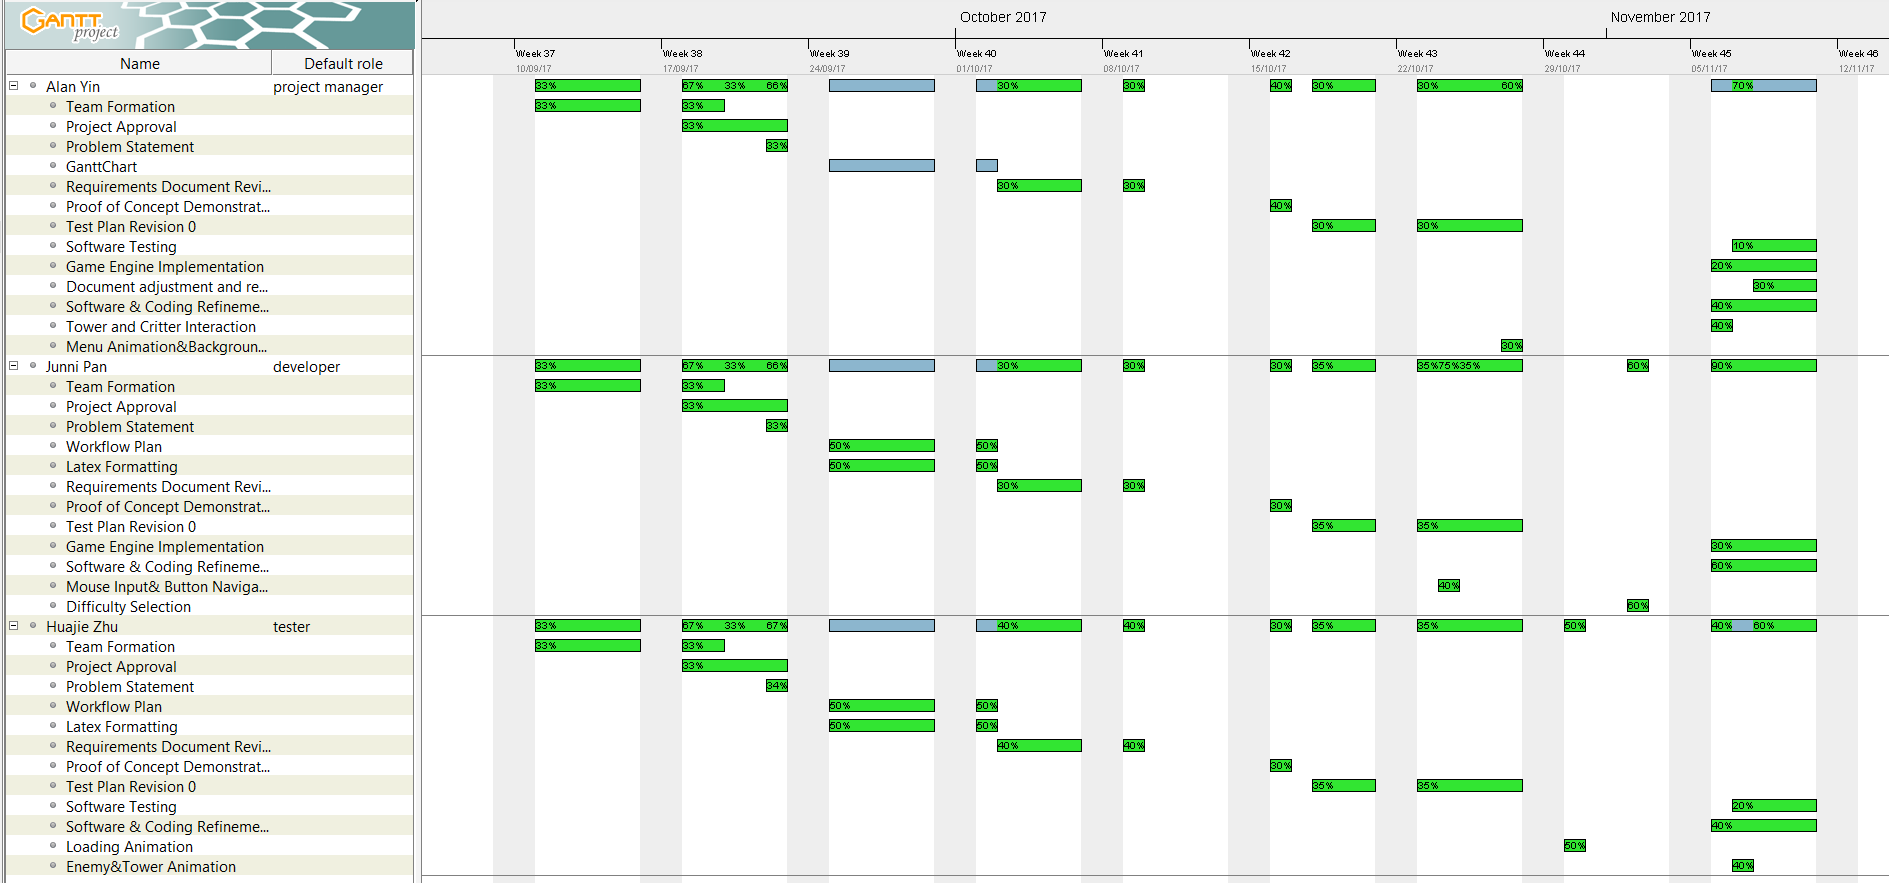 GANTT project
October 2017 November 2017
Week 37 Week 38 Week 39 Week 40 Week 41 Week 42 Week 43 Week 44 Week 45 Week 46
Name Default role 10/09/17 17/09/17 24/09/17 01/10/17 08/10/17 15/10/17 22/10/17 29/10/17 05/11/17 12/11/17
Alan Yin project manager 33% 67% 33% 66% 30% 30% 40% 30% 30% 60% 70%
Team Formation 33% 33%
Project Approval 33%
Problem Statement 33%
GanttChart
Requirements Document Revi... 30% 30%
Proof of Concept Demonstrat... 40%
Test Plan Revision 0 30% 30%
Software Testing 10%
Game Engine Implementation 20%
Document adjustment and re... 30%
Software & Coding Refineme... 40%
Tower and Critter Interaction 40%
Menu Animation&Backgroun... 30%
Junni Pan developer 33% 67% 33% 66% 30% 30% 30% 35% 35%75%35% 60% 90%
Team Formation 33% 33%
Project Approval 33%
Problem Statement 33%
Workflow Plan 50% 50%
Latex Formatting 50% 50%
Requirements Document Revi... 30% 30%
Proof of Concept Demonstrat... 30%
Test Plan Revision 0 35% 35%
Game Engine Implementation 30%
Software & Coding Refineme... 60%
Mouse Input& Button Naviga... 40%
Difficulty Selection 60%
Huajie Zhu tester 33% 67% 33% 67% 40% 40% 30% 35% 35% 50% 40% 60%
Team Formation 33% 33%
Project Approval 33%
Problem Statement 34%
Workflow Plan 50% 50%
Latex Formatting 50% 50%
Requirements Document Revi... 40% 40%
Proof of Concept Demonstrat... 30%
Test Plan Revision 0 35% 35%
Software Testing 20%
Software & Coding Refineme... 40%
Loading Animation 50%
Enemy&Tower Animation 40%